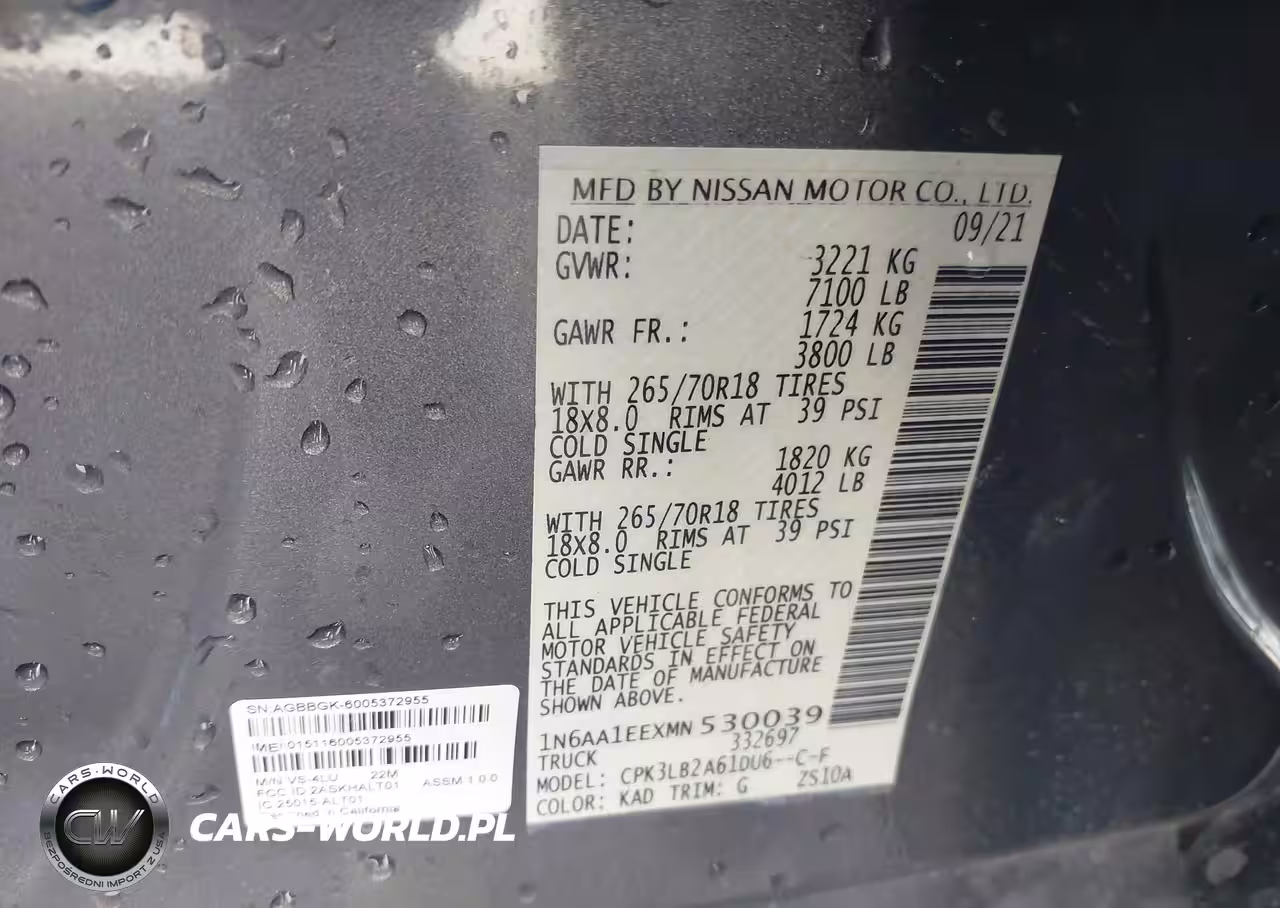 MFD BY NISSAN MOTOR CO., LTD.
DATE: 09/21
GVWR: 3221 KG
7100 LB
GAWR FR.: 1724 KG
3800 LB
WITH 265/70R18 TIRES
18X8.0 RIMS AT 39 PSI
COLD SINGLE
GAWR RR.: 1820 KG
4012 LB
WITH 265/70R18 TIRES
18X8.0 RIMS AT 39 PSI
COLD SINGLE
THIS VEHICLE CONFORMS TO
ALL APPLICABLE FEDERAL
MOTOR VEHICLE SAFETY
STANDARDS IN EFFECT ON
THE DATE OF MANUFACTURE
SHOWN ABOVE.
1N6AA1EEXMN 530039
TRUCK 332697
MODEL: CPK3LB2A61DU6--C-F
COLOR: KAD TRIM: G ZS10A
SN:AGBBGK-6005372955
IMEI 015116005372955
M/N VS-4LU 22M ASSM 1.0.0
FCC ID 2ASKHALT01
IC 25015-ALT01
in California
CARS-WORLD
CW
BEZPOŚREDNI IMPORT Z USA
CARS-WORLD.PL